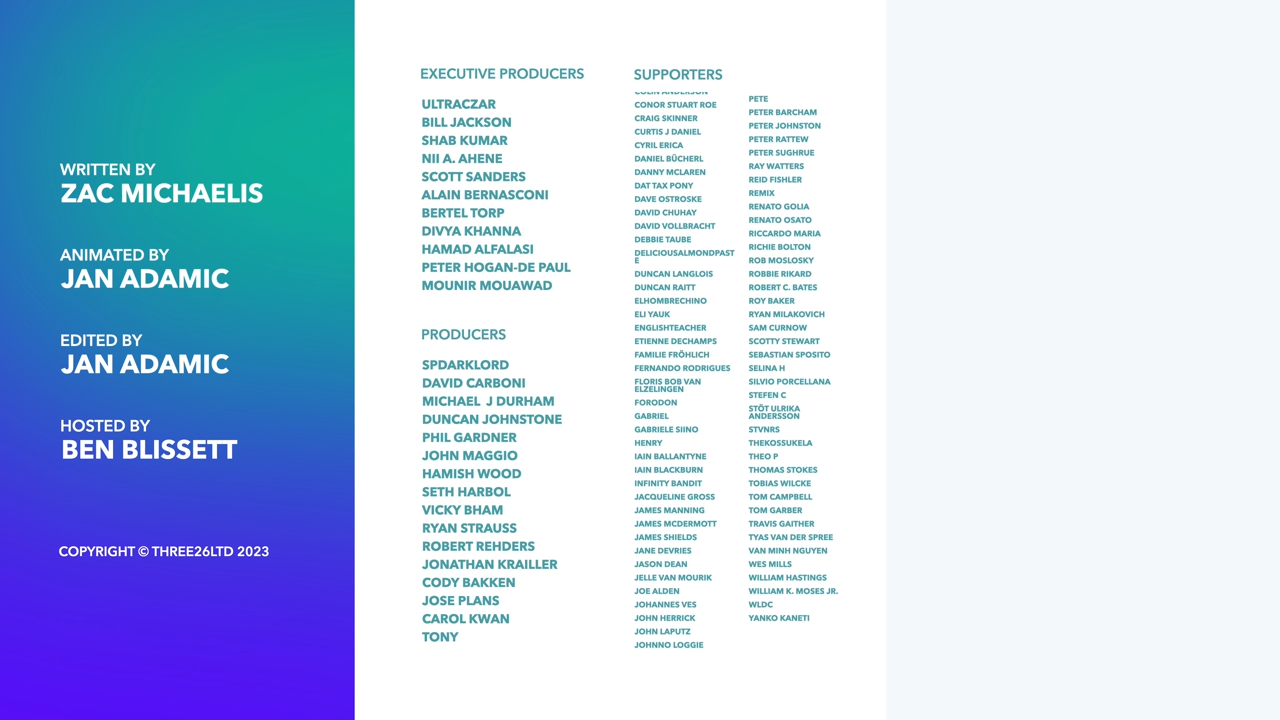 WRITTEN BY
ZAC MICHAELIS
ANIMATED BY
JAN ADAMIC
EDITED BY
JAN ADAMIC
HOSTED BY
BEN BLISSETT
COPYRIGHT © THREE26LTD 2023
EXECUTIVE PRODUCERS
ULTRACZAR
BILL JACKSON
SHAB KUMAR
NII A. AHENE
SCOTT SANDERS
ALAIN BERNASCONI
BERTEL TORP
DIVYA KHANNA
HAMAD ALFALASI
PETER HOGAN-DE PAUL
MOUNIR MOUAWAD
PRODUCERS
SPDARKLORD
DAVID CARBONI
MICHAEL J DURHAM
DUNCAN JOHNSTONE
PHIL GARDNER
JOHN MAGGIO
HAMISH WOOD
SETH HARBOL
VICKY BHAM
RYAN STRAUSS
ROBERT REHDERS
JONATHAN KRAILLER
CODY BAKKEN
JOSE PLANS
CAROL KWAN
TONY
SUPPORTERS
COLIN ANDERSON
CONOR STUART ROE
CRAIG SKINNER
CURTIS J DANIEL
CYRIL ERICA
DANIEL BÜCHERL
DANNY MCLAREN
DAT TAX PONY
DAVE OSTROSKE
DAVID CHUHAY
DAVID VOLLBRACHT
DEBBIE TAUBE
DELICIOUSALMONDPAST
E
DUNCAN LANGLOIS
DUNCAN RAITT
ELHOMBRECHINO
ELI YAUK
ENGLISHTEACHER
ETIENNE DECHAMPS
FAMILIE FRÖHLICH
FERNANDO RODRIGUES
FLORIS BOB VAN
ELZELINGEN
FORODON
GABRIEL
GABRIELE SIINO
HENRY
IAIN BALLANTYNE
IAIN BLACKBURN
INFINITY BANDIT
JACQUELINE GROSS
JAMES MANNING
JAMES MCDERMOTT
JAMES SHIELDS
JANE DEVRIES
JASON DEAN
JELLE VAN MOURIK
JOE ALDEN
JOHANNES VES
JOHN HERRICK
JOHN LAPUTZ
JOHNNO LOGGIE
PETE
PETER BARCHAM
PETER JOHNSTON
PETER RATTEW
PETER SUGHRUE
RAY WATTERS
REID FISHLER
REMIX
RENATO GOLIA
RENATO OSATO
RICCARDO MARIA
RICHIE BOLTON
ROB MOSLOSKY
ROBBIE RIKARD
ROBERT C. BATES
ROY BAKER
RYAN MILAKOVICH
SAM CURNOW
SCOTTY STEWART
SEBASTIAN SPOSITO
SELINA H
SILVIO PORCELLANA
STEFEN C
STÖT ULRIKA
ANDERSSON
STVNRS
THEKOSSUKELA
THEO P
THOMAS STOKES
TOBIAS WILCKE
TOM CAMPBELL
TOM GARBER
TRAVIS GAITHER
TYAS VAN DER SPREE
VAN MINH NGUYEN
WES MILLS
WILLIAM HASTINGS
WILLIAM K. MOSES JR.
WLDC
YANKO KANETI